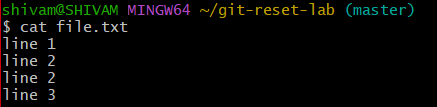 shivam@SHIVAM MINGW64 ~/git-reset-lab (master)
$ cat file.txt
line 1
line 2
line 2
line 3